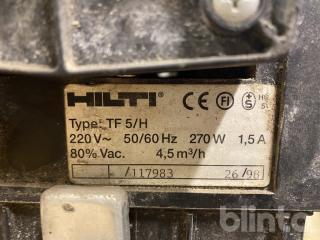 HILTI CE FI S
Type: TF 5/H
220 V~ 50/60 Hz 270 W 1,5 A
80% Vac. 4,5 m³/h
/117983 26/98
blinto